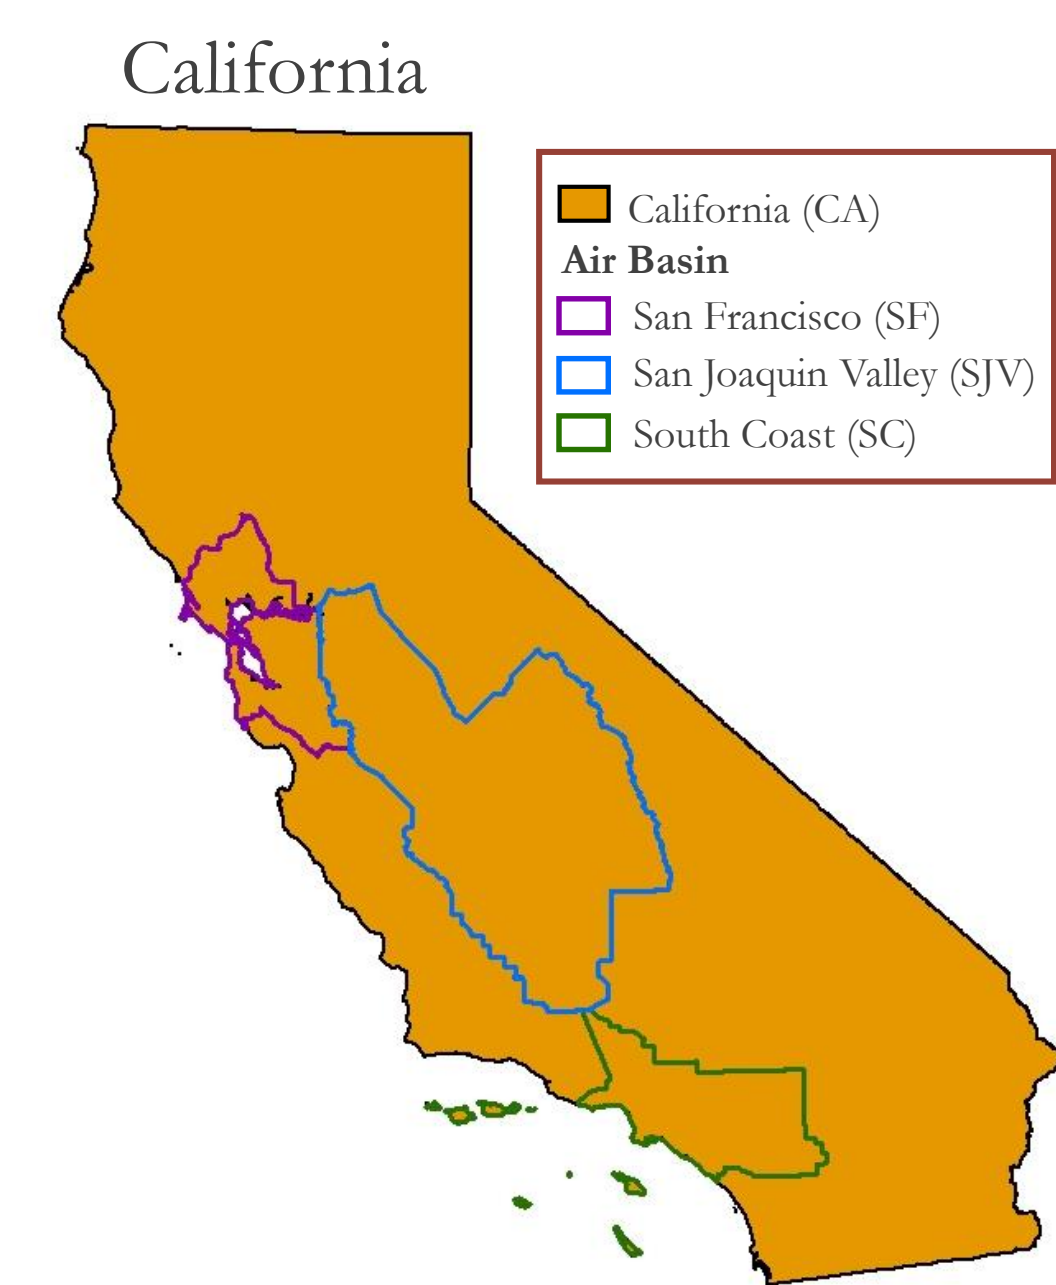 California
California (CA)
Air Basin
San Francisco (SF)
San Joaquin Valley (SJV)
South Coast (SC)